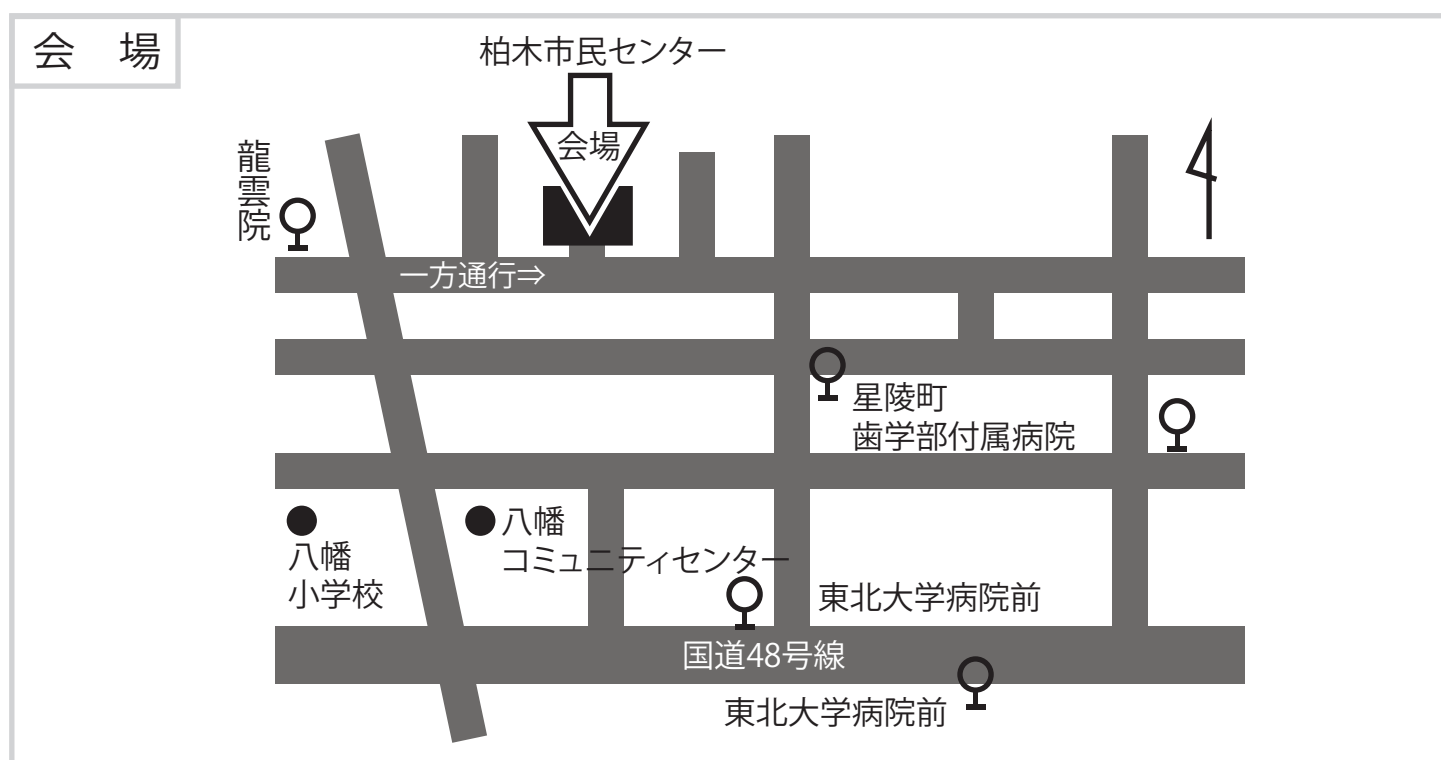 会 場
柏木市民センター
会場
龍雲院
一方通行⇒
星陵町
歯学部付属病院
八幡
小学校
八幡
コミュニティセンター
東北大学病院前
国道48号線
東北大学病院前